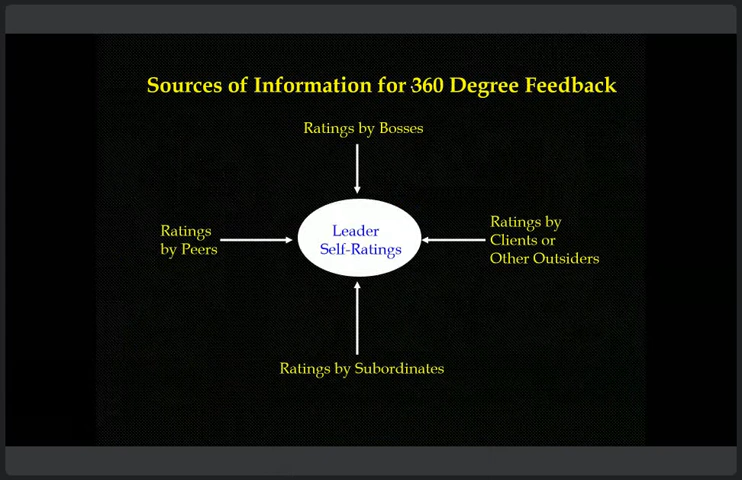 Sources of Information for 360 Degree Feedback
Ratings by Bosses
Ratings
by Peers
Leader
Self-Ratings
Ratings by
Clients or
Other Outsiders
Ratings by Subordinates